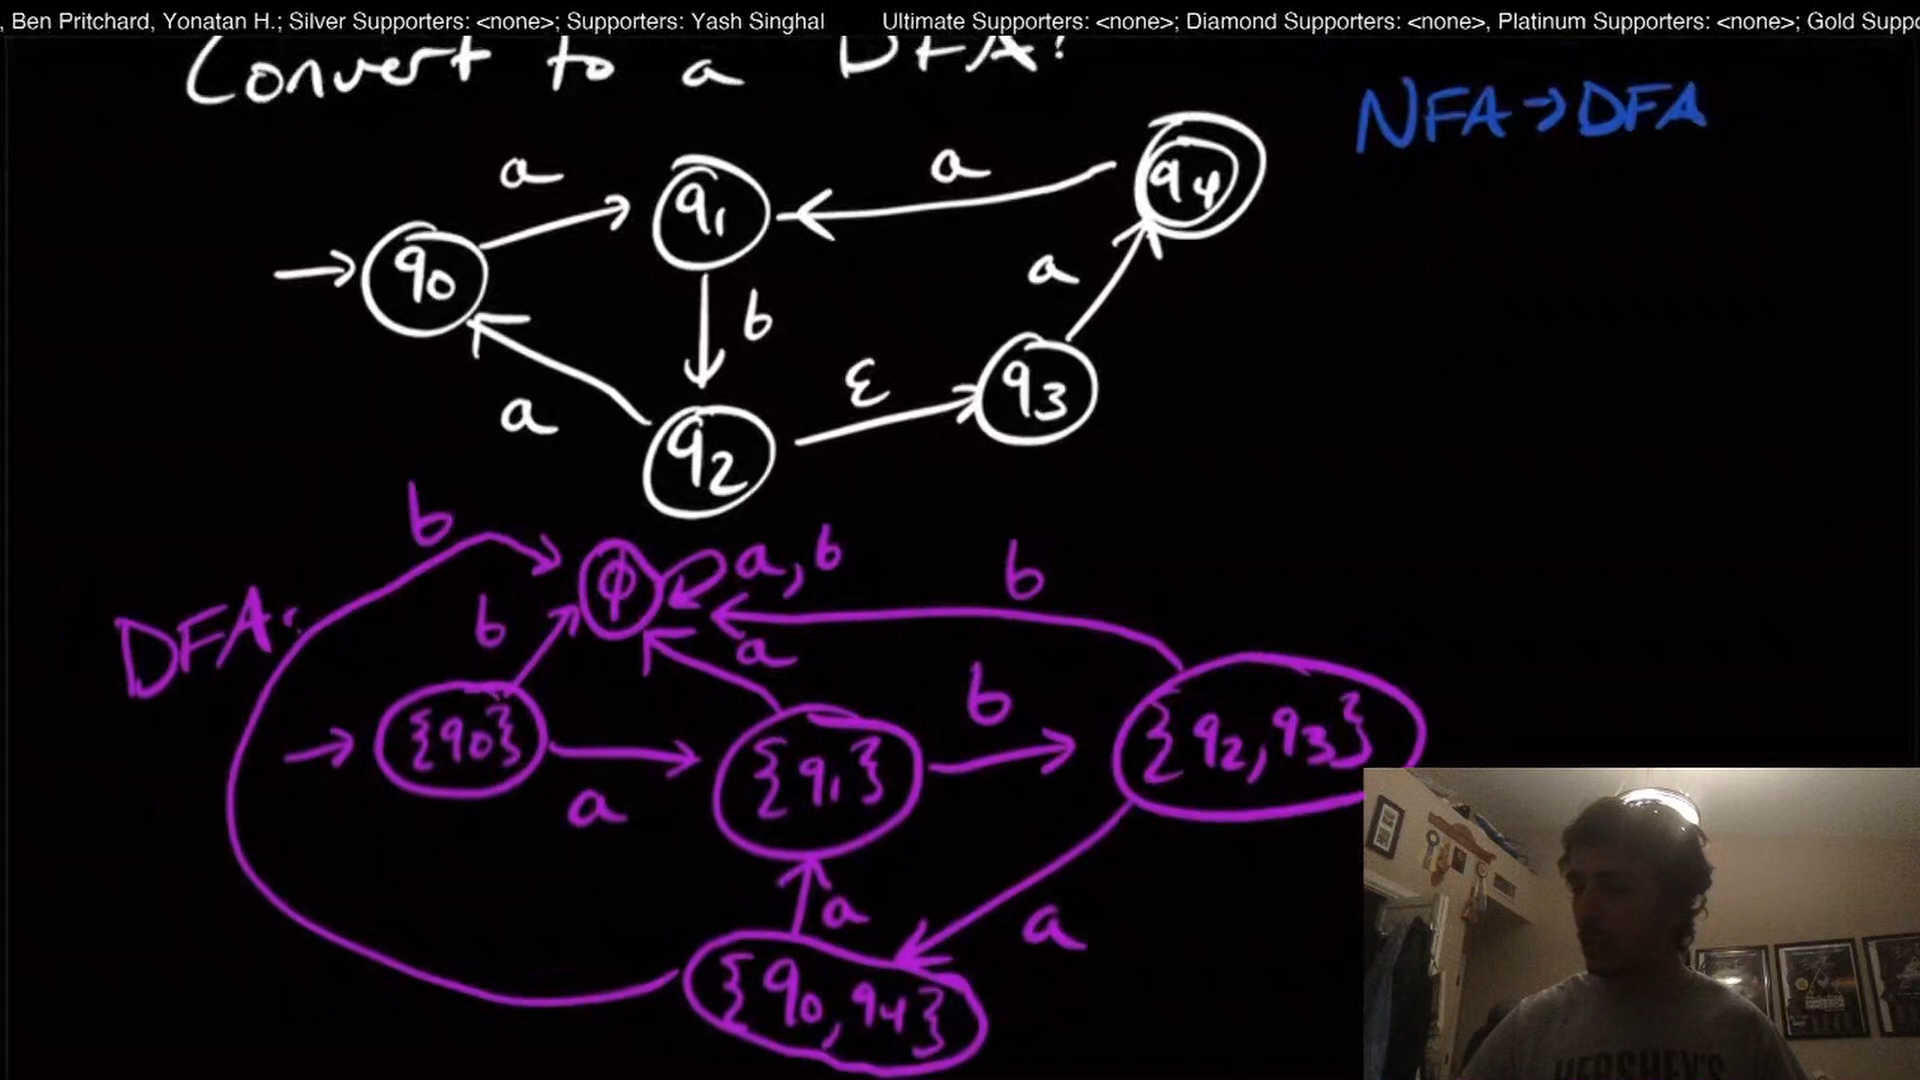 , Ben Pritchard, Yonatan H.; Silver Supporters: <none>; Supporters: Yash Singhal Ultimate Supporters: <none>; Diamond Supporters: <none>, Platinum Supporters: <none>; Gold Suppo
Convert to a DFA:
NFA → DFA
a
a
q4
q1
q0
a
b
ε
q3
a
q2
b
a, b
b
ϕ
DFA:
b
a
b
{q0}
{q1}
{q2, q3}
a
a
a
{q0, q4}
HERSHEY'S